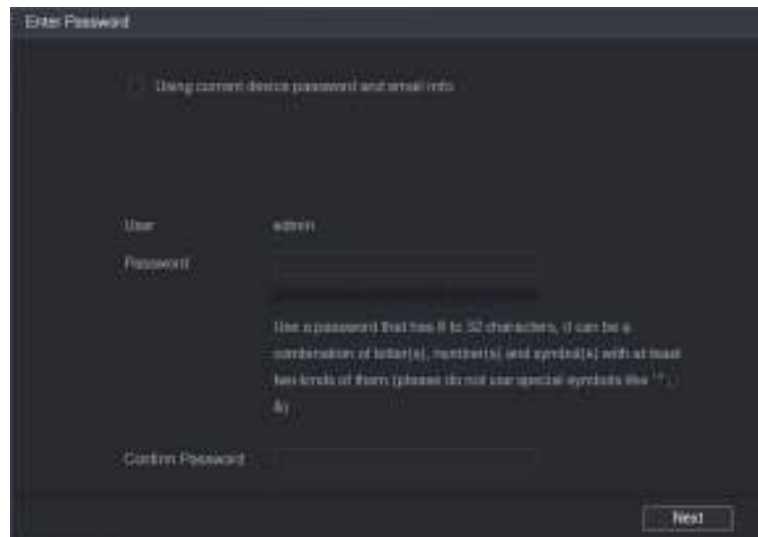 Enter Password
Using current device password and email info.
User admin
Password
Use a password that has 8 to 32 characters, it can be a
combination of letter(s), number(s) and symbol(s) with at least
two kinds of them.(please do not use special symbols like
&)
Confirm Password
Next